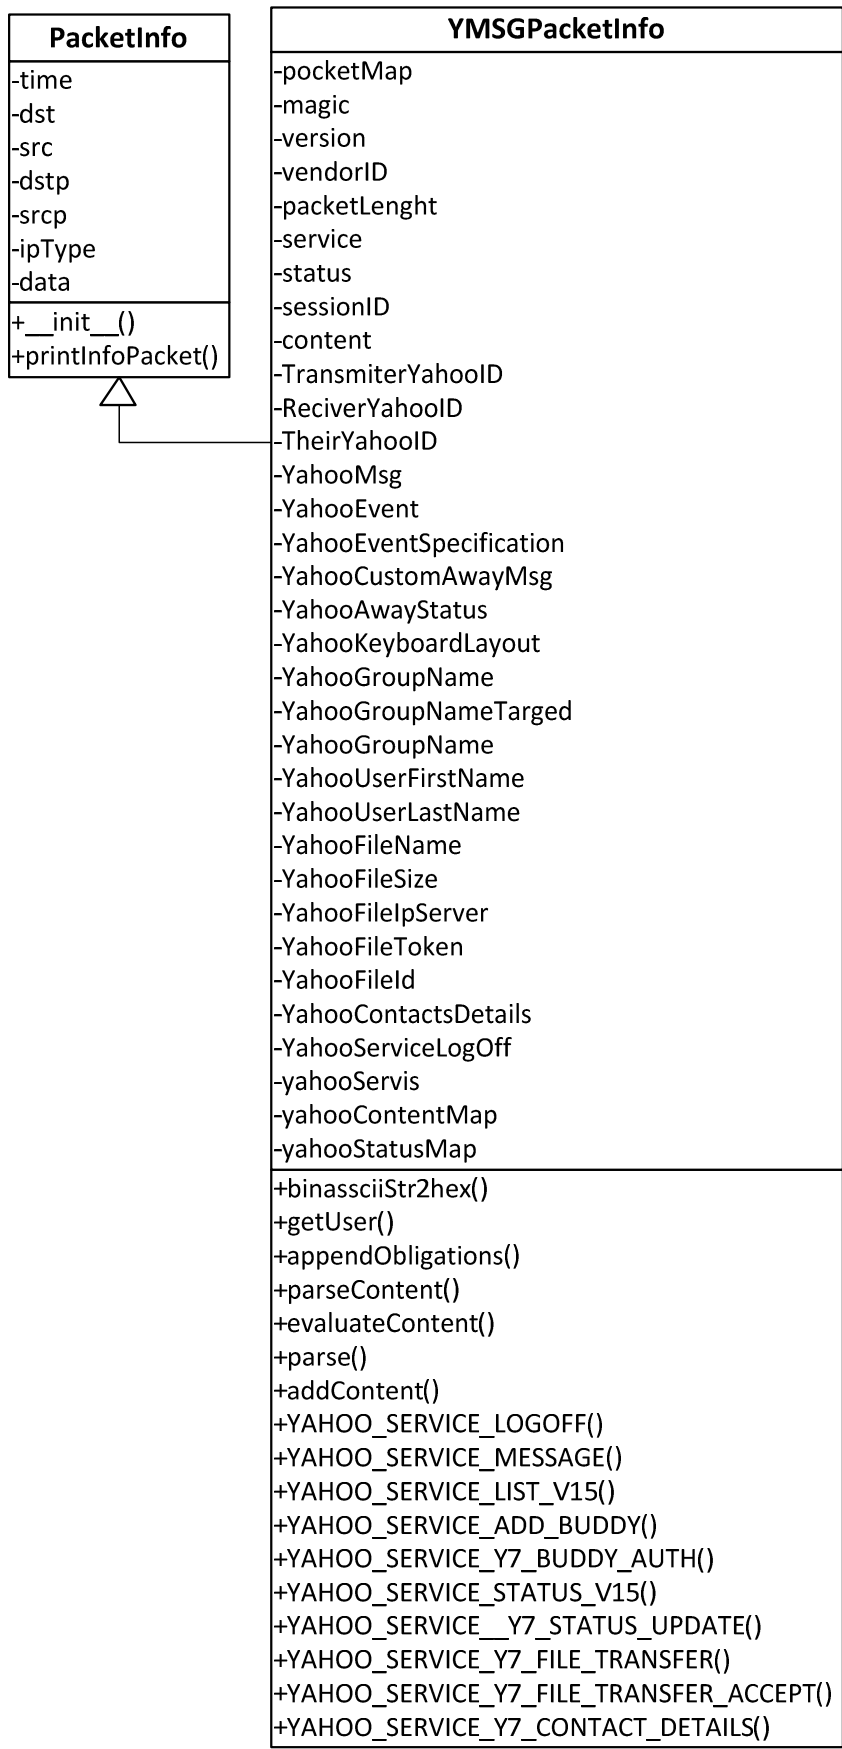 PacketInfo
-time
-dst
-src
-dstp
-srcp
-ipType
-data
+__init__()
+printInfoPacket()
YMSGPacketInfo
-pocketMap
-magic
-version
-vendorID
-packetLenght
-service
-status
-sessionID
-content
-TransmiterYahooID
-ReciverYahooID
-TheirYahooID
-YahooMsg
-YahooEvent
-YahooEventSpecification
-YahooCustomAwayMsg
-YahooAwayStatus
-YahooKeyboardLayout
-YahooGroupName
-YahooGroupNameTarged
-YahooGroupName
-YahooUserFirstName
-YahooUserLastName
-YahooFileName
-YahooFileSize
-YahooFileIpServer
-YahooFileToken
-YahooFileId
-YahooContactsDetails
-YahooServiceLogOff
-yahooServis
-yahooContentMap
-yahooStatusMap
+binassciiStr2hex()
+getUser()
+appendObligations()
+parseContent()
+evaluateContent()
+parse()
+addContent()
+YAHOO_SERVICE_LOGOFF()
+YAHOO_SERVICE_MESSAGE()
+YAHOO_SERVICE_LIST_V15()
+YAHOO_SERVICE_ADD_BUDDY()
+YAHOO_SERVICE_Y7_BUDDY_AUTH()
+YAHOO_SERVICE_STATUS_V15()
+YAHOO_SERVICE__Y7_STATUS_UPDATE()
+YAHOO_SERVICE_Y7_FILE_TRANSFER()
+YAHOO_SERVICE_Y7_FILE_TRANSFER_ACCEPT()
+YAHOO_SERVICE_Y7_CONTACT_DETAILS()